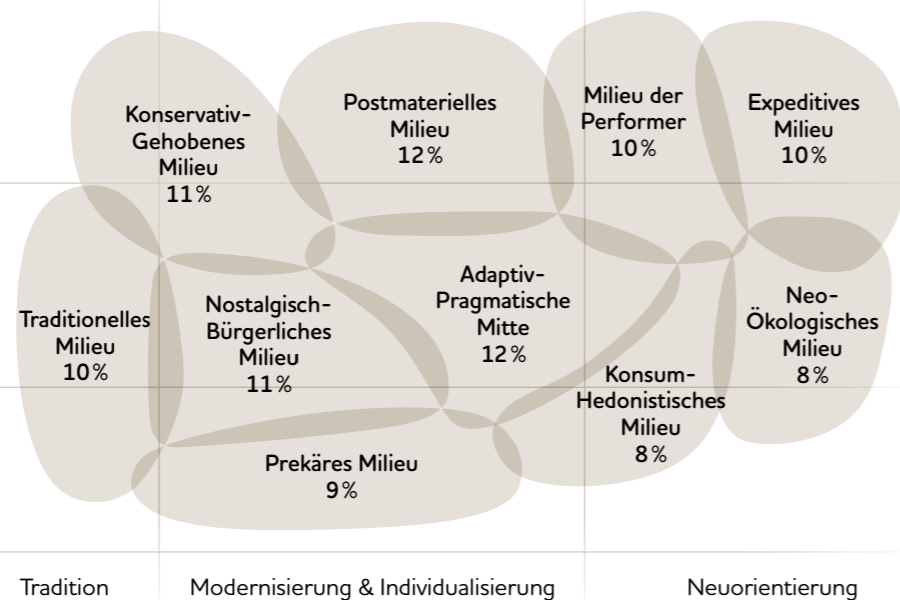 Konservativ-
Gehobenes
Milieu
11 %
Postmaterielles
Milieu
12 %
Milieu der
Performer
10 %
Expeditives
Milieu
10 %
Traditionelles
Milieu
10 %
Nostalgisch-
Bürgerliches
Milieu
11 %
Adaptiv-
Pragmatische
Mitte
12 %
Konsum-
Hedonistisches
Milieu
8 %
Neo-
Ökologisches
Milieu
8 %
Prekäres Milieu
9 %
Tradition
Modernisierung & Individualisierung
Neuorientierung